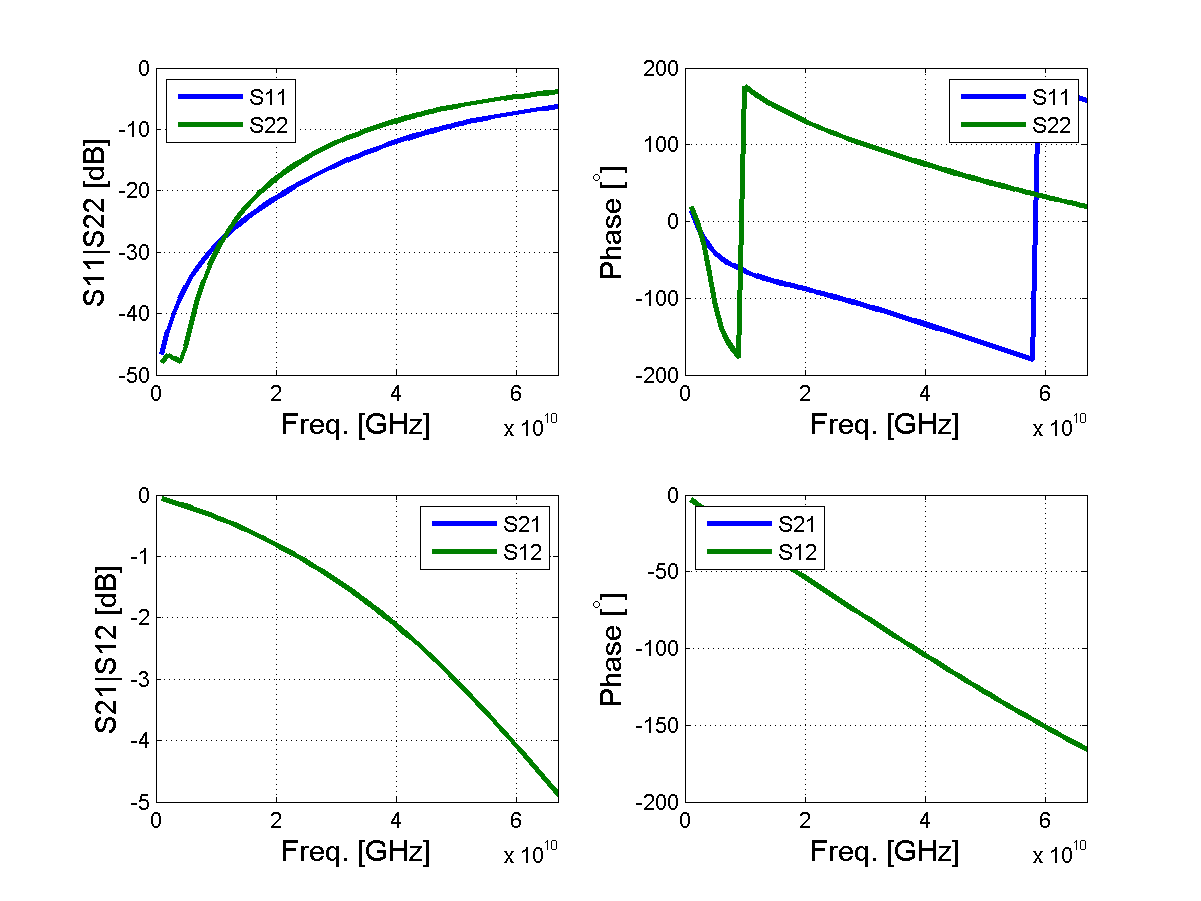 0
-10
-20
-30
-40
-50
S11|S22 [dB]
S11
S22
0 2 4 6
Freq. [GHz]
x 10^10
200
100
0
-100
-200
Phase [°]
S11
S22
0 2 4 6
Freq. [GHz]
x 10^10
0
-1
-2
-3
-4
-5
S21|S12 [dB]
S21
S12
0 2 4 6
Freq. [GHz]
x 10^10
0
-50
-100
-150
-200
Phase [°]
S21
S12
0 2 4 6
Freq. [GHz]
x 10^10